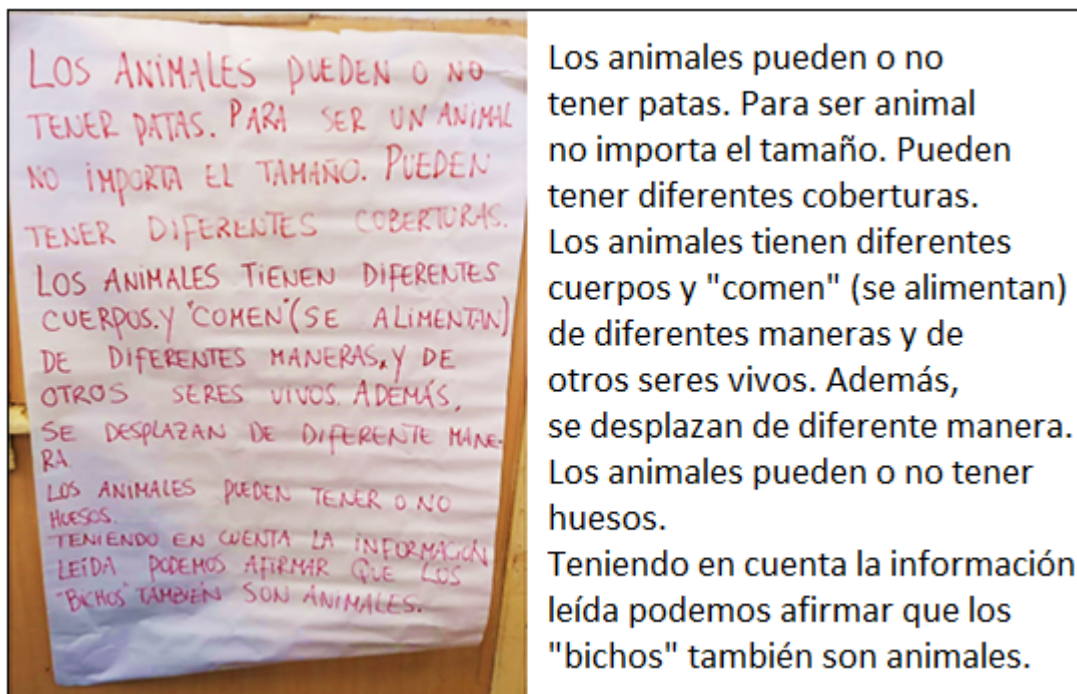 LOS ANIMALES PUEDEN O NO
TENER PATAS. PARA SER UN ANIMAL
NO IMPORTA EL TAMAÑO. PUEDEN
TENER DIFERENTES COBERTURAS.
LOS ANIMALES TIENEN DIFERENTES
CUERPOS. Y "COMEN" (SE ALIMENTAN)
DE DIFERENTES MANERAS, Y DE
OTROS SERES VIVOS. ADEMÁS,
SE DESPLAZAN DE DIFERENTE MANE-
RA.
LOS ANIMALES PUEDEN TENER O NO
HUESOS.
TENIENDO EN CUENTA LA INFORMACIÓN
LEÍDA PODEMOS AFIRMAR QUE LOS
"BICHOS" TAMBIÉN SON ANIMALES.
Los animales pueden o no
tener patas. Para ser animal
no importa el tamaño. Pueden
tener diferentes coberturas.
Los animales tienen diferentes
cuerpos y "comen" (se alimentan)
de diferentes maneras y de
otros seres vivos. Además,
se desplazan de diferente manera.
Los animales pueden o no tener
huesos.
Teniendo en cuenta la información
leída podemos afirmar que los
"bichos" también son animales.